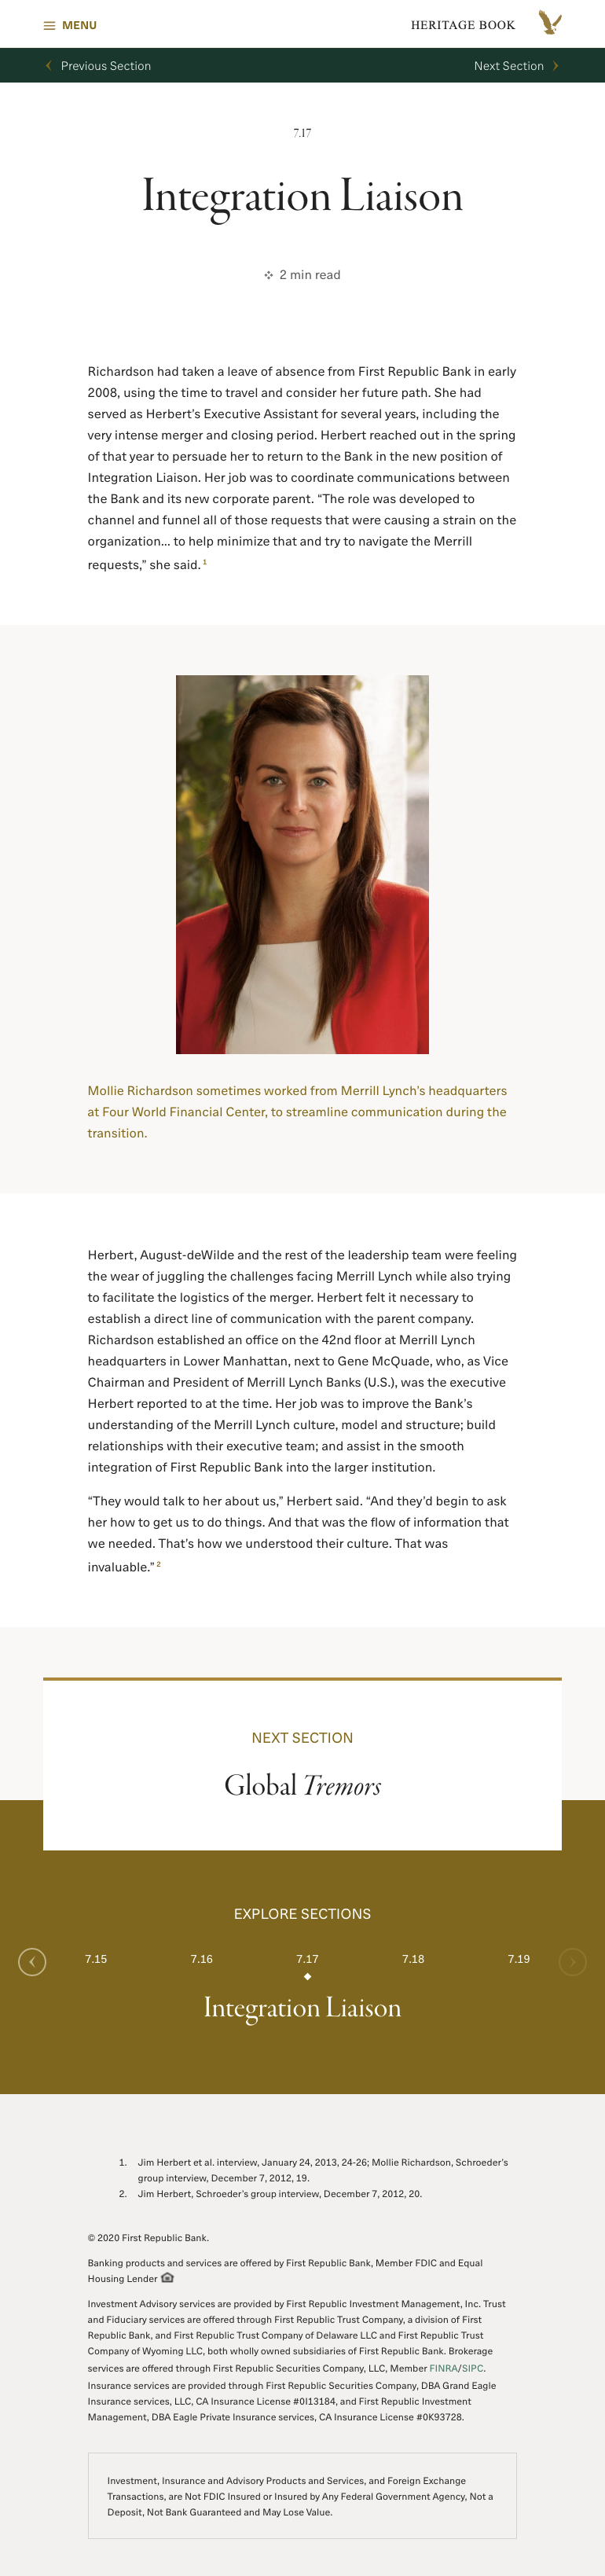 MENU
HERITAGE BOOK
Previous Section
Next Section
7.17
Integration Liaison
2 min read
Richardson had taken a leave of absence from First Republic Bank in early
2008, using the time to travel and consider her future path. She had
served as Herbert’s Executive Assistant for several years, including the
very intense merger and closing period. Herbert reached out in the spring
of that year to persuade her to return to the Bank in the new position of
Integration Liaison. Her job was to coordinate communications between
the Bank and its new corporate parent. “The role was developed to
channel and funnel all of those requests that were causing a strain on the
organization... to help minimize that and try to navigate the Merrill
requests,” she said. 1
Mollie Richardson sometimes worked from Merrill Lynch’s headquarters
at Four World Financial Center, to streamline communication during the
transition.
Herbert, August-deWilde and the rest of the leadership team were feeling
the wear of juggling the challenges facing Merrill Lynch while also trying
to facilitate the logistics of the merger. Herbert felt it necessary to
establish a direct line of communication with the parent company.
Richardson established an office on the 42nd floor at Merrill Lynch
headquarters in Lower Manhattan, next to Gene McQuade, who, as Vice
Chairman and President of Merrill Lynch Banks (U.S.), was the executive
Herbert reported to at the time. Her job was to improve the Bank’s
understanding of the Merrill Lynch culture, model and structure; build
relationships with their executive team; and assist in the smooth
integration of First Republic Bank into the larger institution.
“They would talk to her about us,” Herbert said. “And they’d begin to ask
her how to get us to do things. And that was the flow of information that
we needed. That’s how we understood their culture. That was
invaluable.” 2
NEXT SECTION
Global Tremors
EXPLORE SECTIONS
7.15 7.16 7.17 7.18 7.19
Integration Liaison
1. Jim Herbert et al. interview, January 24, 2013, 24-26; Mollie Richardson, Schroeder’s
group interview, December 7, 2012, 19.
2. Jim Herbert, Schroeder’s group interview, December 7, 2012, 20.
© 2020 First Republic Bank.
Banking products and services are offered by First Republic Bank, Member FDIC and Equal
Housing Lender
Investment Advisory services are provided by First Republic Investment Management, Inc. Trust
and Fiduciary services are offered through First Republic Trust Company, a division of First
Republic Bank, and First Republic Trust Company of Delaware LLC and First Republic Trust
Company of Wyoming LLC, both wholly owned subsidiaries of First Republic Bank. Brokerage
services are offered through First Republic Securities Company, LLC, Member FINRA/SIPC.
Insurance services are provided through First Republic Securities Company, DBA Grand Eagle
Insurance services, LLC, CA Insurance License #0I13184, and First Republic Investment
Management, DBA Eagle Private Insurance services, CA Insurance License #0K93728.
Investment, Insurance and Advisory Products and Services, and Foreign Exchange
Transactions, are Not FDIC Insured or Insured by Any Federal Government Agency, Not a
Deposit, Not Bank Guaranteed and May Lose Value.